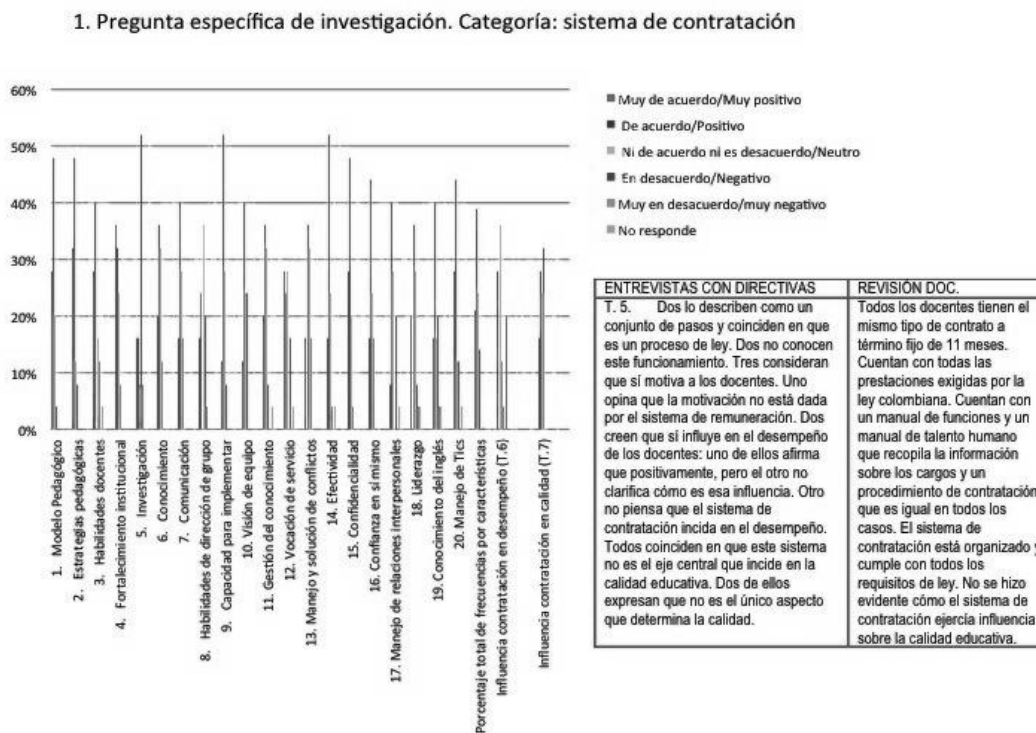 1. Pregunta específica de investigación. Categoría: sistema de contratación
60%
50%
40%
30%
20%
10%
0%
1. Modelo Pedagógico
2. Estrategias pedagógicas
3. Habilidades docentes
4. Fortalecimiento institucional
5. Investigación
6. Conocimiento
7. Comunicación
8. Habilidades de dirección de grupo
9. Capacidad para implementar
10. Visión de equipo
11. Gestión del conocimiento
12. Vocación de servicio
13. Manejo y solución de conflictos
14. Efectividad
15. Confidencialidad
16. Confianza en sí mismo
17. Manejo de relaciones interpersonales
18. Liderazgo
19. Conocimiento del inglés
20. Manejo de Tics
Porcentaje total de frecuencias por características
Influencia contratación en desempeño (T.6)
Influencia contratación en calidad (T.7)
Muy de acuerdo/Muy positivo
De acuerdo/Positivo
Ni de acuerdo ni es desacuerdo/Neutro
En desacuerdo/Negativo
Muy en desacuerdo/muy negativo
No responde
ENTREVISTAS CON DIRECTIVAS
T. 5. Dos lo describen como un
conjunto de pasos y coinciden en que
es un proceso de ley. Dos no conocen
este funcionamiento. Tres consideran
que sí motiva a los docentes. Uno
opina que la motivación no está dada
por el sistema de remuneración. Dos
creen que sí influye en el desempeño
de los docentes: uno de ellos afirma
que positivamente, pero el otro no
clarifica cómo es esa influencia. Otro
no piensa que el sistema de
contratación incida en el desempeño.
Todos coinciden en que este sistema
no es el eje central que incide en la
calidad educativa. Dos de ellos
expresan que no es el único aspecto
que determina la calidad.
REVISIÓN DOC.
Todos los docentes tienen el
mismo tipo de contrato a
término fijo de 11 meses.
Cuentan con todas las
prestaciones exigidas por la
ley colombiana. Cuentan con
un manual de funciones y un
manual de talento humano
que recopila la información
sobre los cargos y un
procedimiento de contratación
que es igual en todos los
casos. El sistema de
contratación está organizado y
cumple con todos los
requisitos de ley. No se hizo
evidente cómo el sistema de
contratación ejercía influencia
sobre la calidad educativa.